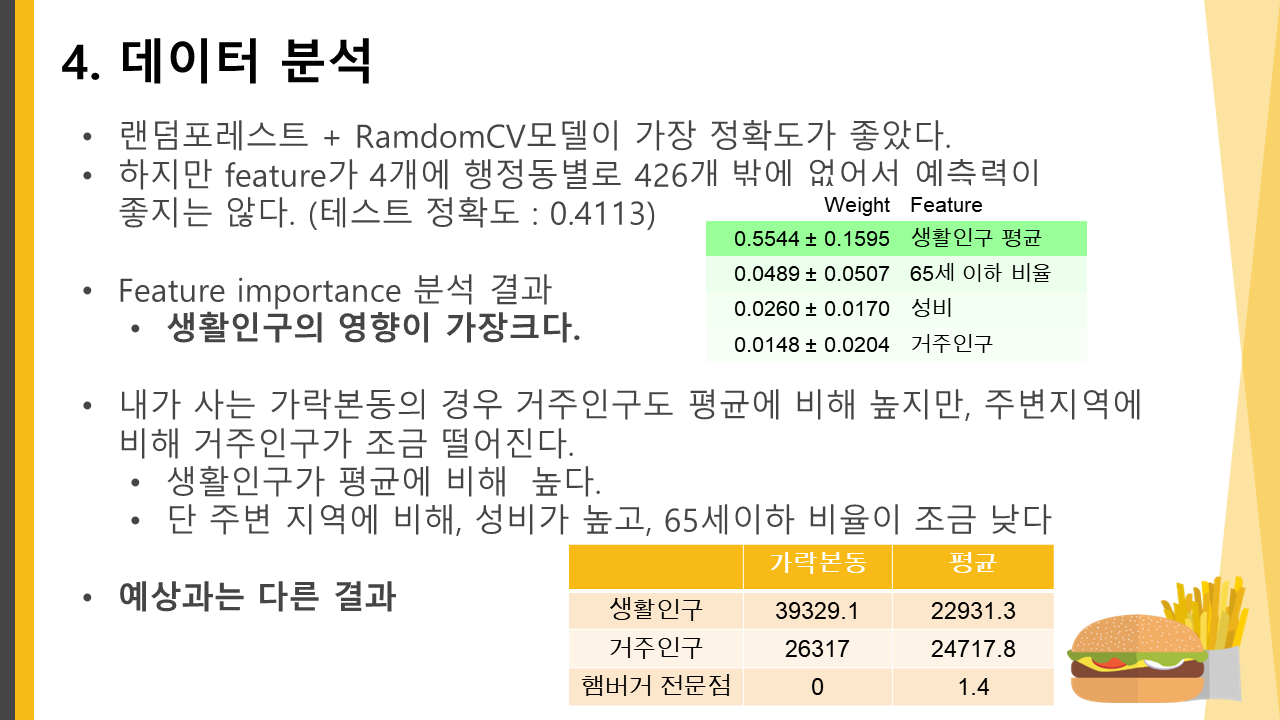 4. 데이터 분석
• 랜덤포레스트 + RamdomCV모델이 가장 정확도가 좋았다.
• 하지만 feature가 4개에 행정동별로 426개 밖에 없어서 예측력이
좋지는 않다. (테스트 정확도 : 0.4113)
Weight Feature
0.5544 ± 0.1595 생활인구 평균
0.0489 ± 0.0507 65세 이하 비율
0.0260 ± 0.0170 성비
0.0148 ± 0.0204 거주인구
• Feature importance 분석 결과
• 생활인구의 영향이 가장크다.
• 내가 사는 가락본동의 경우 거주인구도 평균에 비해 높지만, 주변지역에
비해 거주인구가 조금 떨어진다.
• 생활인구가 평균에 비해 높다.
• 단 주변 지역에 비해, 성비가 높고, 65세이하 비율이 조금 낮다
• 예상과는 다른 결과
가락본동 평균
생활인구 39329.1 22931.3
거주인구 26317 24717.8
햄버거 전문점 0 1.4